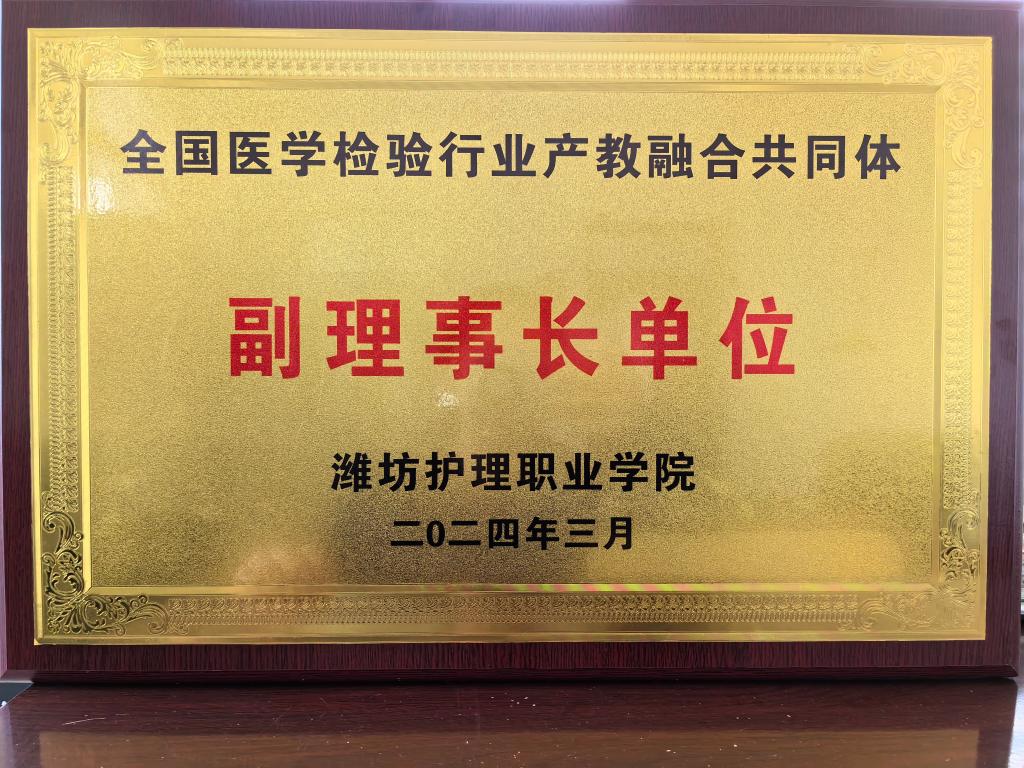 全国医学检验行业产教融合共同体
副理事长单位
潍坊护理职业学院
二0二四年三月